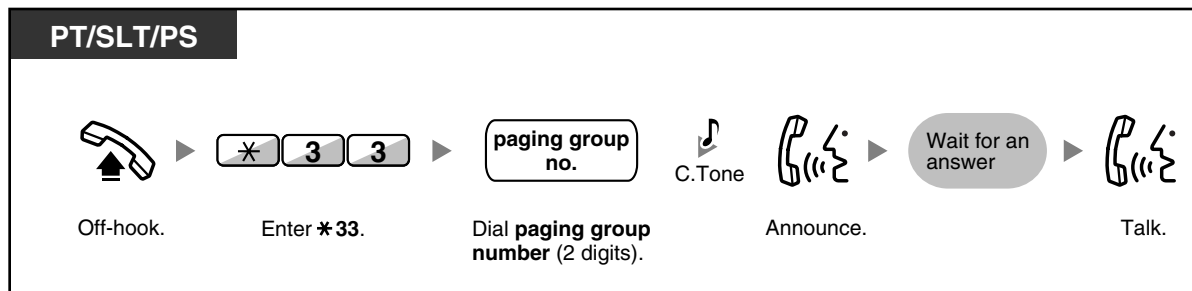 PT/SLT/PS
* 3 3
paging group
no.
C.Tone
Wait for an
answer
Off-hook.
Enter *33.
Dial paging group
number (2 digits).
Announce.
Talk.